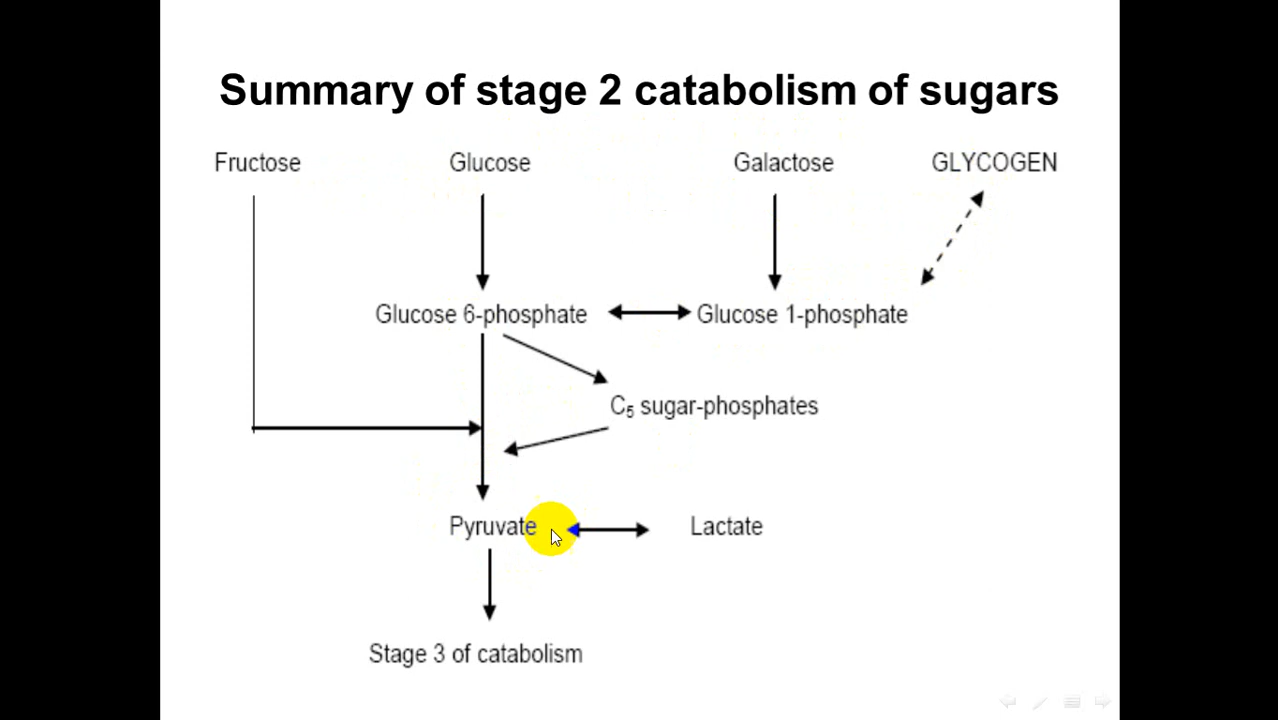 Summary of stage 2 catabolism of sugars
Fructose Glucose Galactose GLYCOGEN
Glucose 6-phosphate Glucose 1-phosphate
C₅ sugar-phosphates
Pyruvate Lactate
Stage 3 of catabolism